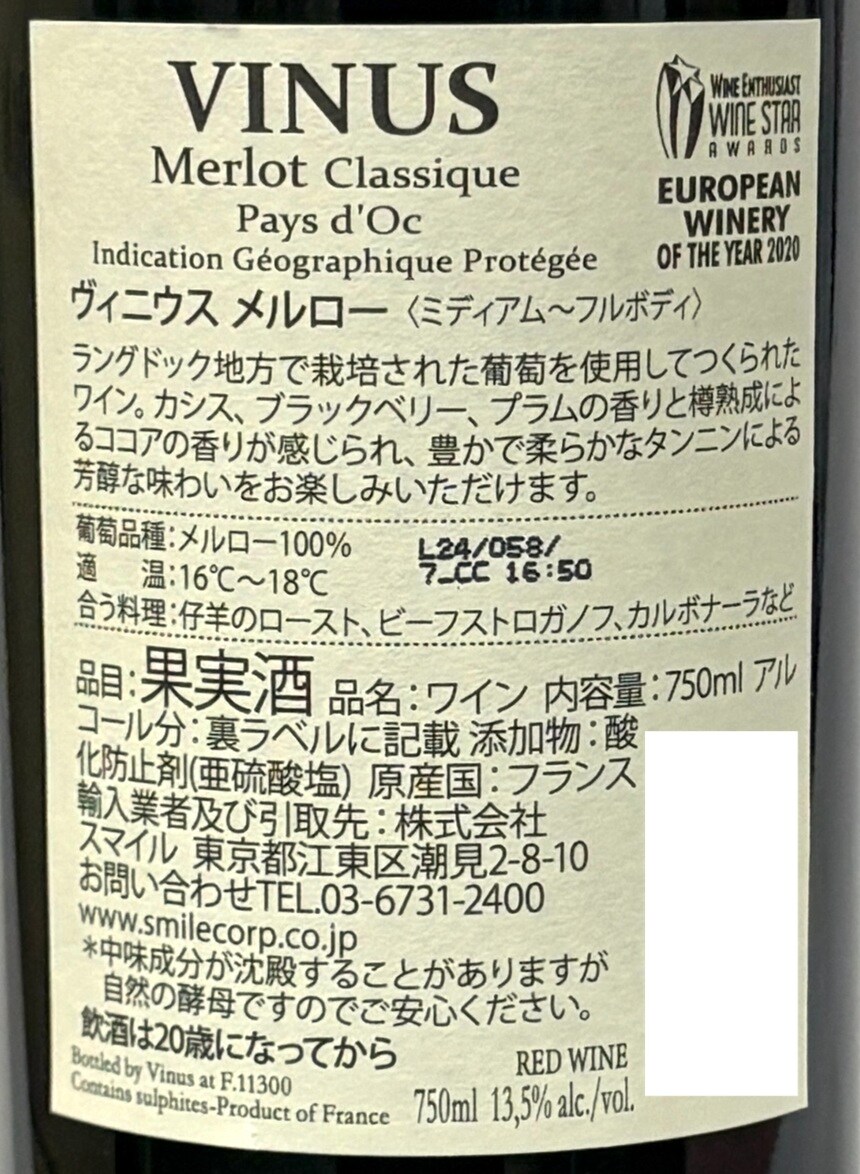 VINUS
Merlot Classique
Pays d'Oc
Indication Géographique Protégée
WINE ENTHUSIAST
WINE STAR
AWARDS
EUROPEAN
WINERY
OF THE YEAR 2020
ヴィニウス メルロー〈ミディアム〜フルボディ〉
ラングドック地方で栽培された葡萄を使用してつくられた
ワイン。カシス、ブラックベリー、プラムの香りと樽熟成によ
るココアの香りが感じられ、豊かで柔らかなタンニンによる
芳醇な味わいをお楽しみいただけます。
葡萄品種:メルロー100%
適 温:16℃〜18℃
L24/058/
7_CC 16:50
合う料理:仔羊のロースト、ビーフストロガノフ、カルボナーラなど
品目:果実酒 品名:ワイン 内容量:750ml アル
コール分:裏ラベルに記載 添加物:酸
化防止剤(亜硫酸塩) 原産国:フランス
輸入業者及び引取先:株式会社
スマイル 東京都江東区潮見2-8-10
お問い合わせTEL.03-6731-2400
www.smilecorp.co.jp
*中味成分が沈殿することがありますが
自然の酵母ですのでご安心ください。
飲酒は20歳になってから
Bottled by Vinus at F.11300
Contains sulphites-Product of France
RED WINE
750ml 13,5% alc./vol.